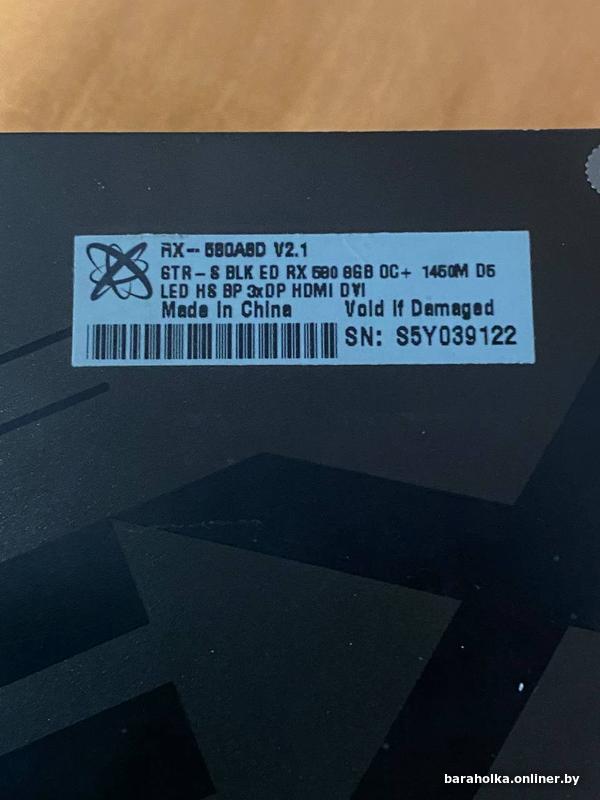 RX-580A8D V2.1
GTR-S BLK ED RX 580 8GB OC+ 1450M D5
LED HS BP 3xDP HDMI DVI
Made in China Void If Damaged
SN: S5Y039122
baraholka.onliner.by